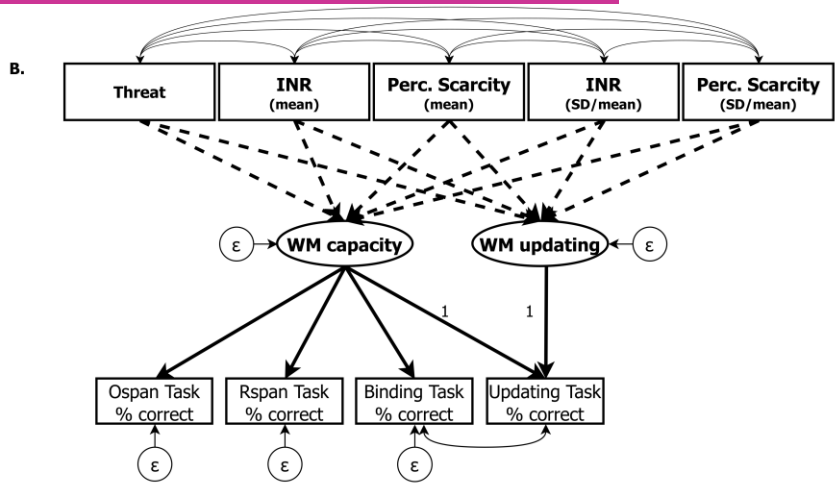 B.
Threat
INR
(mean)
Perc. Scarcity
(mean)
INR
(SD/mean)
Perc. Scarcity
(SD/mean)
ε
WM capacity
WM updating
ε
1
1
Ospan Task
% correct
Rspan Task
% correct
Binding Task
% correct
Updating Task
% correct
ε
ε
ε